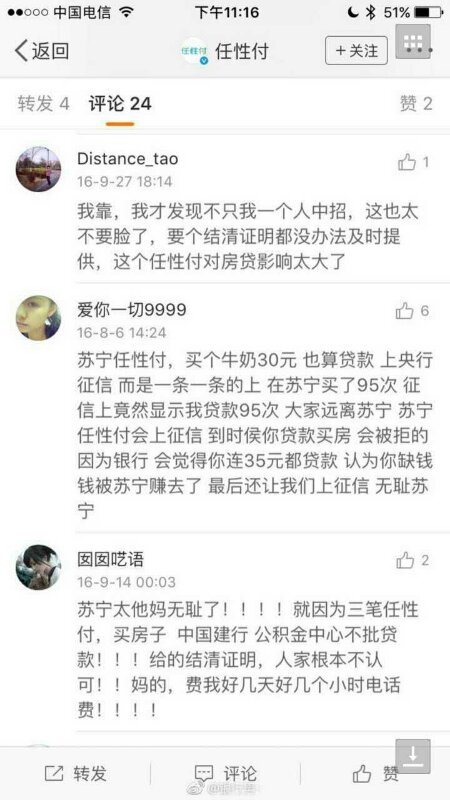 中国电信 下午11:16 51%
返回 任性付 任性付 +关注
转发 4 评论 24 赞 2
Distance_tao 1
16-9-27 18:14
我靠，我才发现不只我一个人中招，这也太
不要脸了，要个结清证明都没办法及时提
供，这个任性付对房贷影响太大了
爱你一切9999 6
16-8-6 14:24
苏宁任性付，买个牛奶30元 也算贷款 上央行
征信 而是一条一条的上 在苏宁买了95次 征
信上竟然显示我贷款95次 大家远离苏宁 苏宁
任性付会上征信 到时侯你贷款买房 会被拒的
因为银行 会觉得你连35元都贷款 认为你缺钱
钱被苏宁赚去了 最后还让我们上征信 无耻苏
宁
囡囡呓语 2
16-9-14 00:03
苏宁太他妈无耻了！！！！就因为三笔任性
付，买房子 中国建行 公积金中心不批贷
款！！！给的结清证明，人家根本不认
可！！妈的，费我好几天好几个小时电话
费！！！！
转发 评论 赞